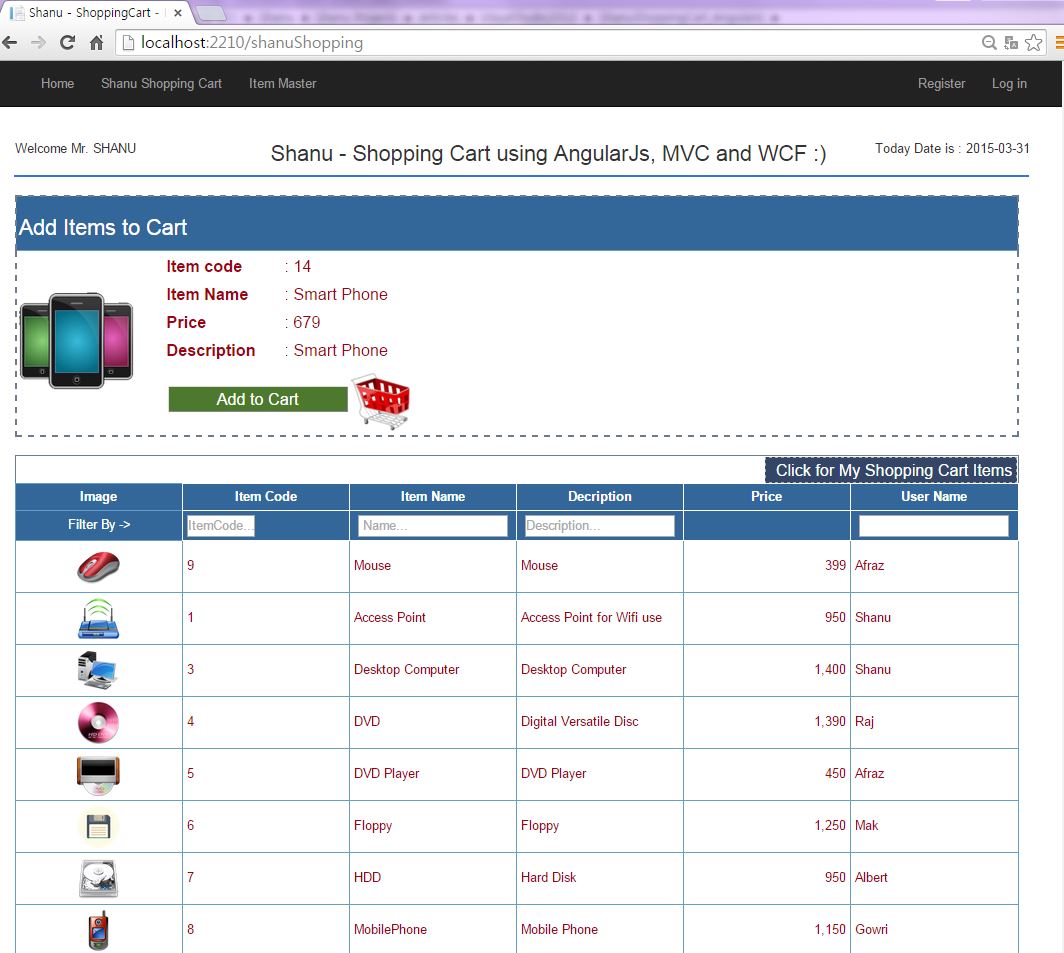 Shanu - ShoppingCart -
localhost:2210/shanuShopping
Home Shanu Shopping Cart Item Master Register Log in
Welcome Mr. SHANU Shanu - Shopping Cart using AngularJs, MVC and WCF :) Today Date is : 2015-03-31
Add Items to Cart
Item code : 14
Item Name : Smart Phone
Price : 679
Description : Smart Phone
Add to Cart
Click for My Shopping Cart Items
Image Item Code Item Name Decription Price User Name
Filter By -> ItemCode... Name... Description...
9 Mouse Mouse 399 Afraz
1 Access Point Access Point for Wifi use 950 Shanu
3 Desktop Computer Desktop Computer 1,400 Shanu
4 DVD Digital Versatile Disc 1,390 Raj
5 DVD Player DVD Player 450 Afraz
6 Floppy Floppy 1,250 Mak
7 HDD Hard Disk 950 Albert
8 MobilePhone Mobile Phone 1,150 Gowri